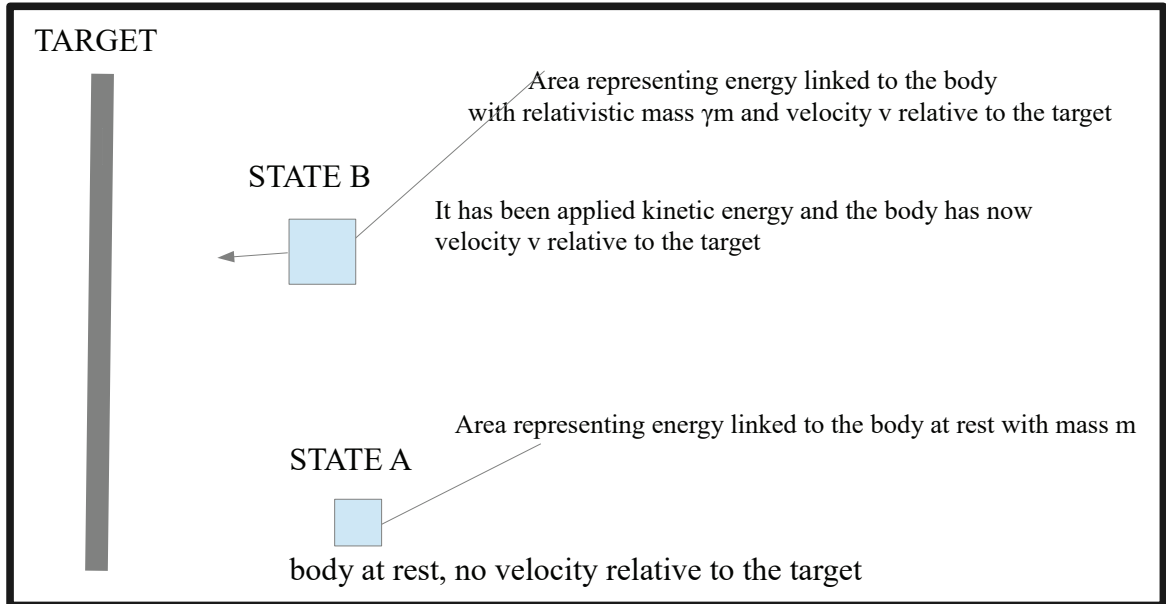 TARGET
Area representing energy linked to the body
with relativistic mass γm and velocity v relative to the target
STATE B
It has been applied kinetic energy and the body has now
velocity v relative to the target
Area representing energy linked to the body at rest with mass m
STATE A
body at rest, no velocity relative to the target